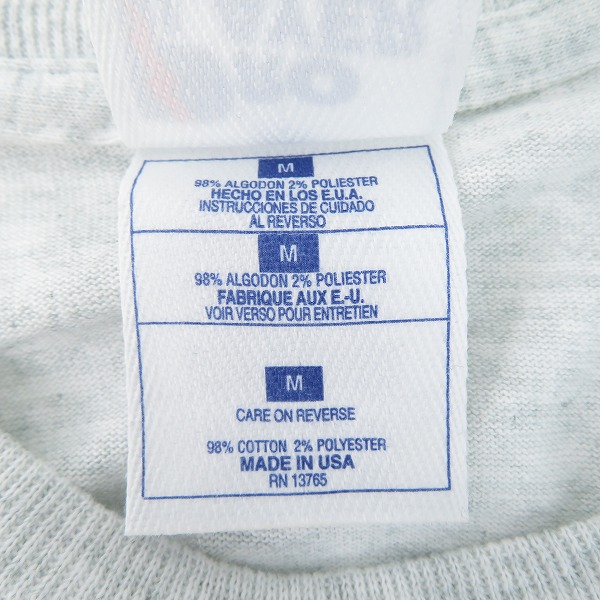 M
98% ALGODON 2% POLIESTER
HECHO EN LOS E.U.A.
INSTRUCCIONES DE CUIDADO
AL REVERSO
M
98% ALGODON 2% POLIESTER
FABRIQUE AUX E.-U.
VOIR VERSO POUR ENTRETIEN
M
CARE ON REVERSE
98% COTTON 2% POLYESTER
MADE IN USA
RN 13765